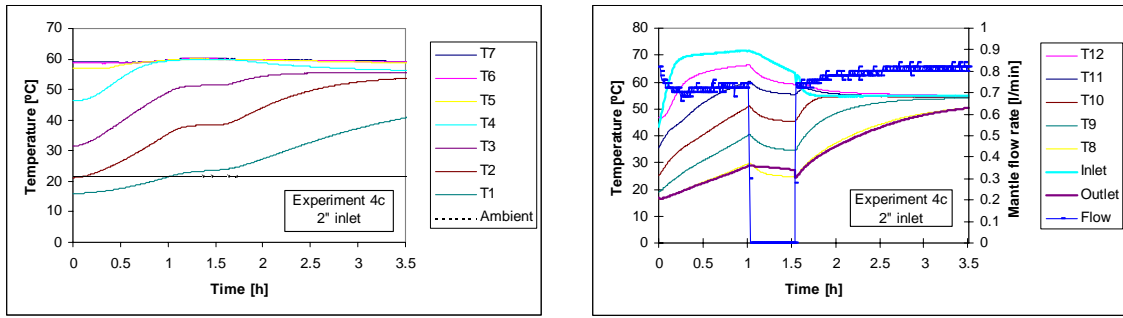 70
60
50
40
30
20
10
0
Temperature [ºC]
0 0.5 1 1.5 2 2.5 3 3.5
Time [h]
Experiment 4c
2" inlet
T7
T6
T5
T4
T3
T2
T1
Ambient
80
70
60
50
40
30
20
10
0
Temperature [ºC]
0 0.5 1 1.5 2 2.5 3 3.5
Time [h]
1
0.9
0.8
0.7
0.6
0.5
0.4
0.3
0.2
0.1
0
Mantle flow rate [l/min]
Experiment 4c
2" inlet
T12
T11
T10
T9
T8
Inlet
Outlet
Flow